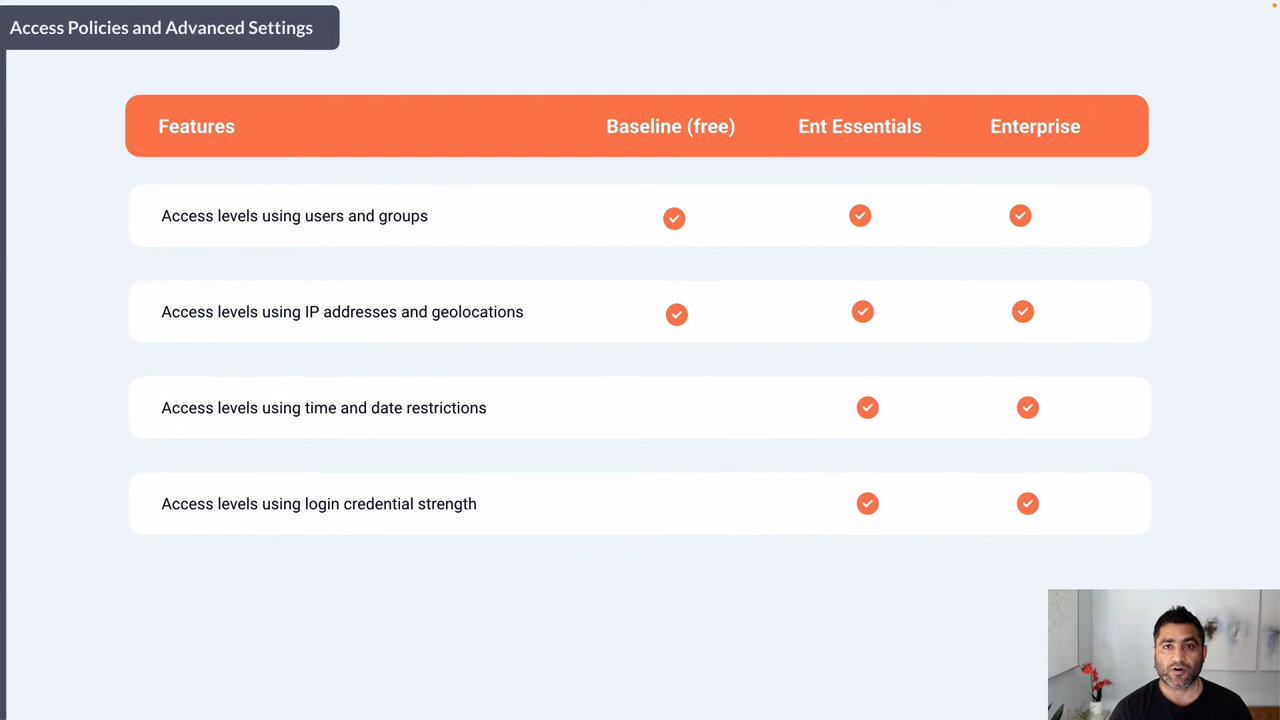 Access Policies and Advanced Settings
Features Baseline (free) Ent Essentials Enterprise
Access levels using users and groups
Access levels using IP addresses and geolocations
Access levels using time and date restrictions
Access levels using login credential strength